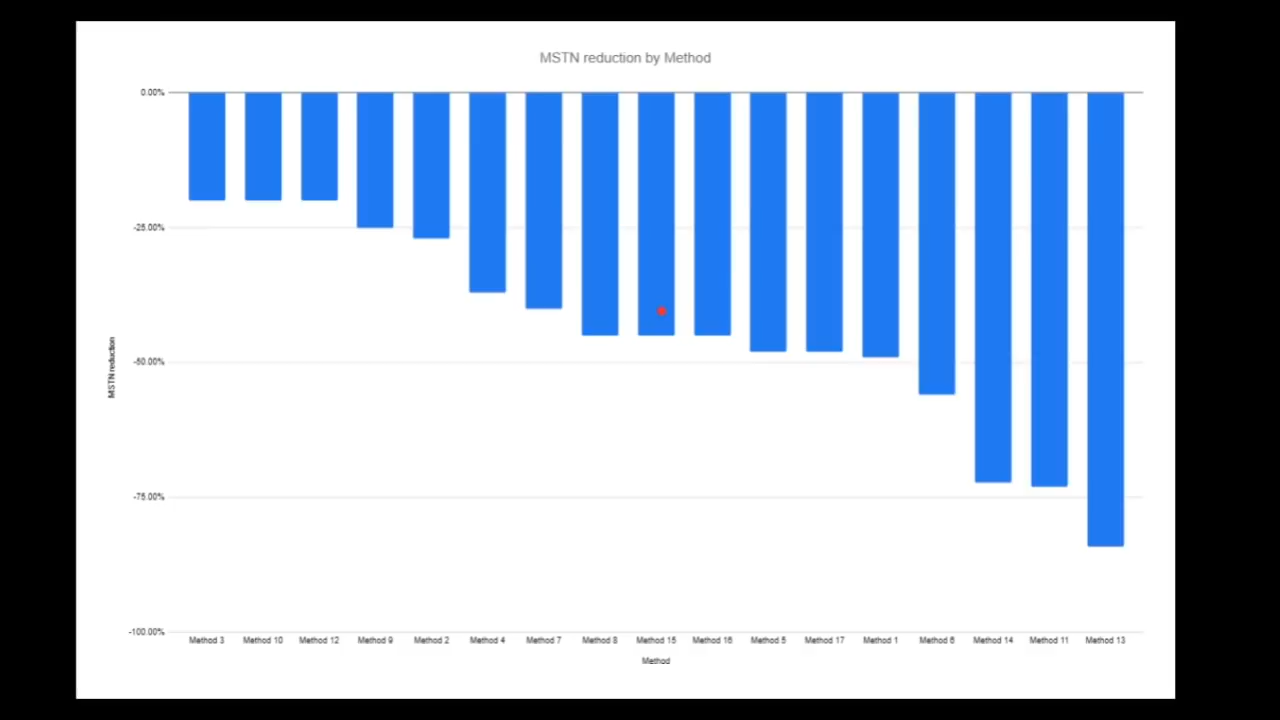 MSTN reduction by Method
0.00%
-25.00%
-50.00%
-75.00%
-100.00%
MSTN reduction
Method 3 Method 10 Method 12 Method 9 Method 2 Method 4 Method 7 Method 8 Method 15 Method 16 Method 5 Method 17 Method 1 Method 6 Method 14 Method 11 Method 13
Method